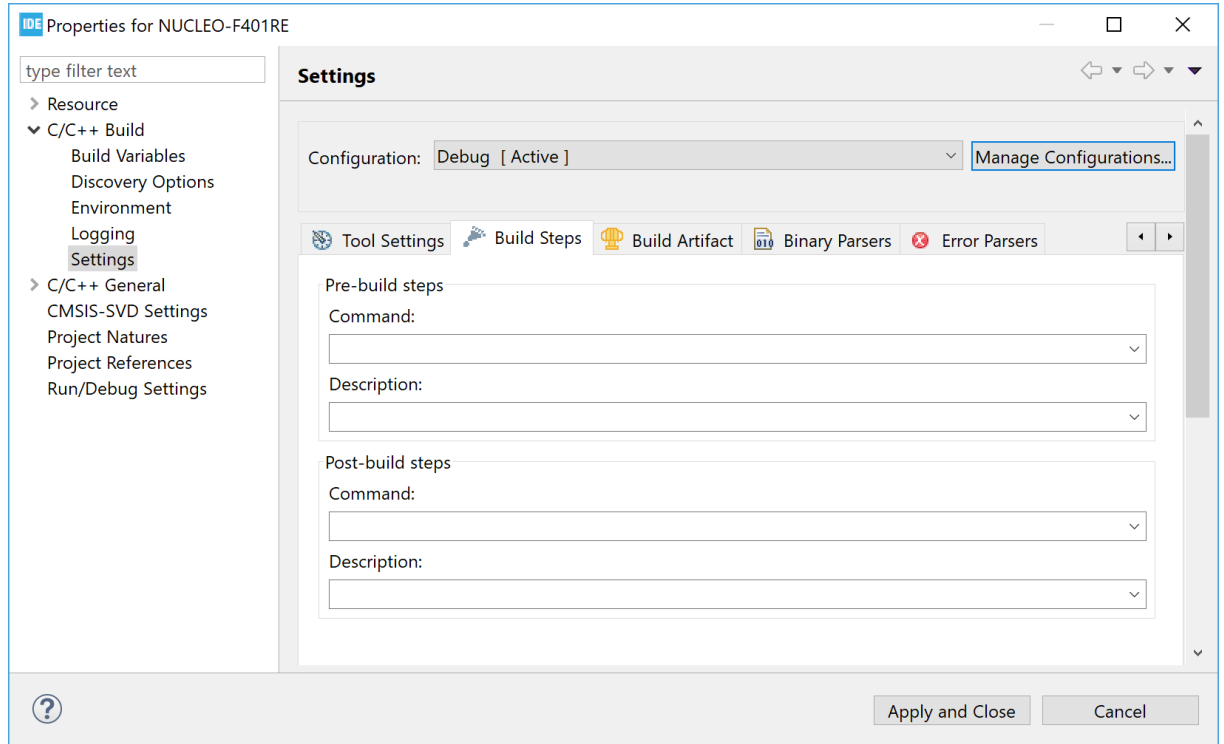 IDE Properties for NUCLEO-F401RE
type filter text
Resource
C/C++ Build
Build Variables
Discovery Options
Environment
Logging
Settings
C/C++ General
CMSIS-SVD Settings
Project Natures
Project References
Run/Debug Settings
Settings
Configuration: Debug [ Active ] Manage Configurations...
Tool Settings Build Steps Build Artifact 010 Binary Parsers Error Parsers
Pre-build steps
Command:
Description:
Post-build steps
Command:
Description:
? Apply and Close Cancel